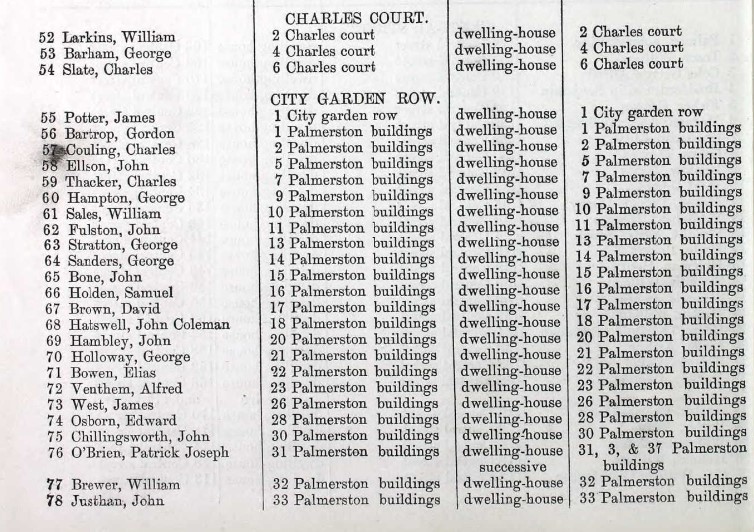 CHARLES COURT.
52 Larkins, William 2 Charles court dwelling-house 2 Charles court
53 Barham, George 4 Charles court dwelling-house 4 Charles court
54 Slate, Charles 6 Charles court dwelling-house 6 Charles court
CITY GARDEN ROW.
55 Potter, James 1 City garden row dwelling-house 1 City garden row
56 Bartrop, Gordon 1 Palmerston buildings dwelling-house 1 Palmerston buildings
57 Couling, Charles 2 Palmerston buildings dwelling-house 2 Palmerston buildings
58 Ellson, John 5 Palmerston buildings dwelling-house 5 Palmerston buildings
59 Thacker, Charles 7 Palmerston buildings dwelling-house 7 Palmerston buildings
60 Hampton, George 9 Palmerston buildings dwelling-house 9 Palmerston buildings
61 Sales, William 10 Palmerston buildings dwelling-house 10 Palmerston buildings
62 Fulston, John 11 Palmerston buildings dwelling-house 11 Palmerston buildings
63 Stratton, George 13 Palmerston buildings dwelling-house 13 Palmerston buildings
64 Sanders, George 14 Palmerston buildings dwelling-house 14 Palmerston buildings
65 Bone, John 15 Palmerston buildings dwelling-house 15 Palmerston buildings
66 Holden, Samuel 16 Palmerston buildings dwelling-house 16 Palmerston buildings
67 Brown, David 17 Palmerston buildings dwelling-house 17 Palmerston buildings
68 Hatswell, John Coleman 18 Palmerston buildings dwelling-house 18 Palmerston buildings
69 Hambley, John 20 Palmerston buildings dwelling-house 20 Palmerston buildings
70 Holloway, George 21 Palmerston buildings dwelling-house 21 Palmerston buildings
71 Bowen, Elias 22 Palmerston buildings dwelling-house 22 Palmerston buildings
72 Venthem, Alfred 23 Palmerston buildings dwelling-house 23 Palmerston buildings
73 West, James 26 Palmerston buildings dwelling-house 26 Palmerston buildings
74 Osborn, Edward 28 Palmerston buildings dwelling-house 28 Palmerston buildings
75 Chillingsworth, John 30 Palmerston buildings dwelling-house 30 Palmerston buildings
76 O'Brien, Patrick Joseph 31 Palmerston buildings dwelling-house 31, 3, & 37 Palmerston
successive buildings
77 Brewer, William 32 Palmerston buildings dwelling-house 32 Palmerston buildings
78 Justhan, John 33 Palmerston buildings dwelling-house 33 Palmerston buildings